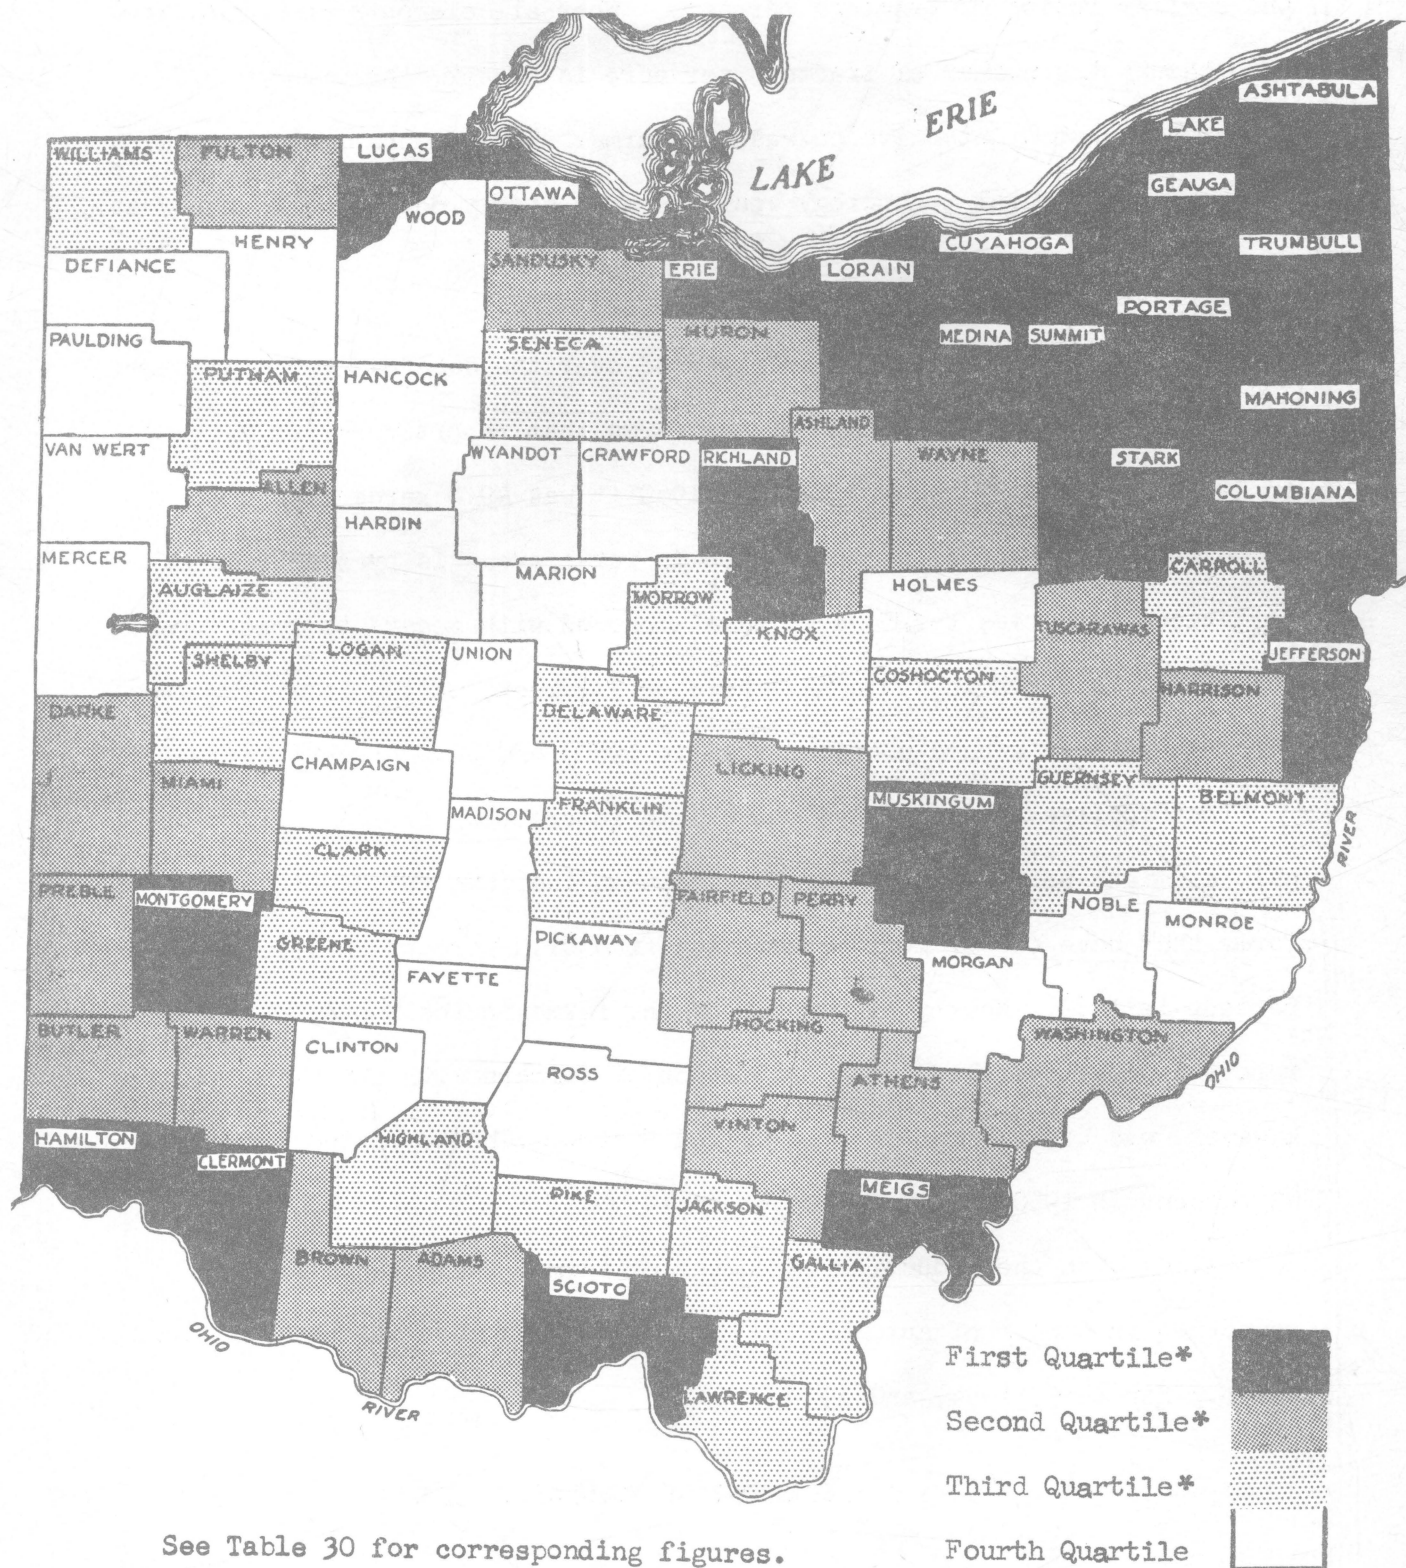 ASHTABULA
LAKE
ERIE
LAKE
GEAUGA
WILLIAMS
FULTON
LUCAS
OTTAWA
WOOD
HENRY
DEFIANCE
SANDUSKY
ERIE
LORAIN
CUYAHOGA
TRUMBULL
PORTAGE
PAULDING
SENECA
HURON
MEDINA
SUMMIT
PUTNAM
HANCOCK
MAHONING
ASHLAND
VAN WERT
WYANDOT
CRAWFORD
RICHLAND
WAYNE
STARK
ALLEN
COLUMBIANA
HARDIN
MERCER
MARION
AUGLAIZE
MORROW
HOLMES
CARROLL
KNOX
TUSCARAWAS
SHELBY
LOGAN
UNION
JEFFERSON
COSHOCTON
HARRISON
DARKE
DELAWARE
CHAMPAIGN
LICKING
MIAMI
GUERNSEY
MUSKINGUM
BELMONT
MADISON
FRANKLIN
CLARK
RIVER
PREBLE
MONTGOMERY
FAIRFIELD
PERRY
NOBLE
MONROE
GREENE
PICKAWAY
FAYETTE
MORGAN
BUTLER
WARREN
CLINTON
HOCKING
WASHINGTON
ROSS
ATHENS
OHIO
HAMILTON
CLERMONT
HIGHLAND
VINTON
MEIGS
PIKE
JACKSON
BROWN
ADAMS
GALLIA
SCIOTO
OHIO
RIVER
LAWRENCE
First Quartile*
Second Quartile*
Third Quartile*
Fourth Quartile
See Table 30 for corresponding figures.